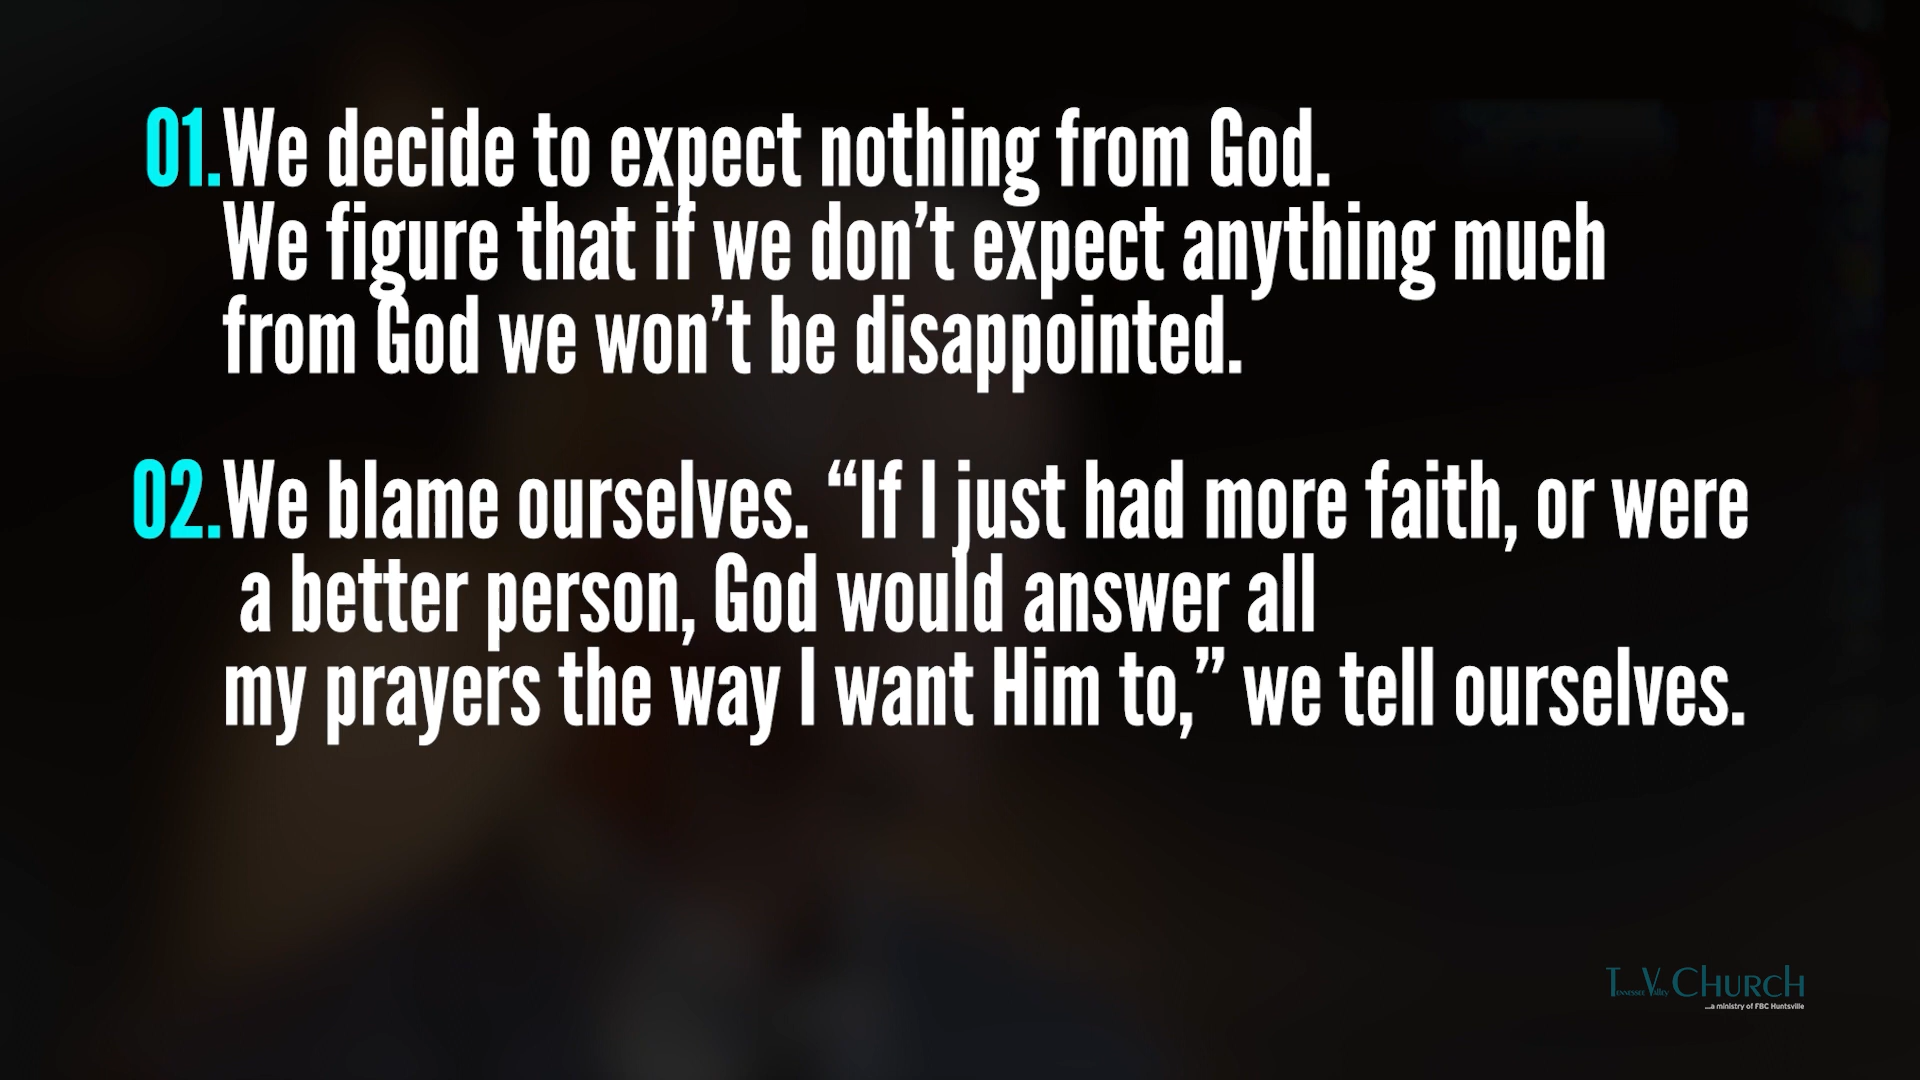 01.We decide to expect nothing from God.
We figure that if we don’t expect anything much
from God we won’t be disappointed.
02.We blame ourselves. “If I just had more faith, or were
a better person, God would answer all
my prayers the way I want Him to,” we tell ourselves.
Tennessee Valley Church
...a ministry of FBC Huntsville